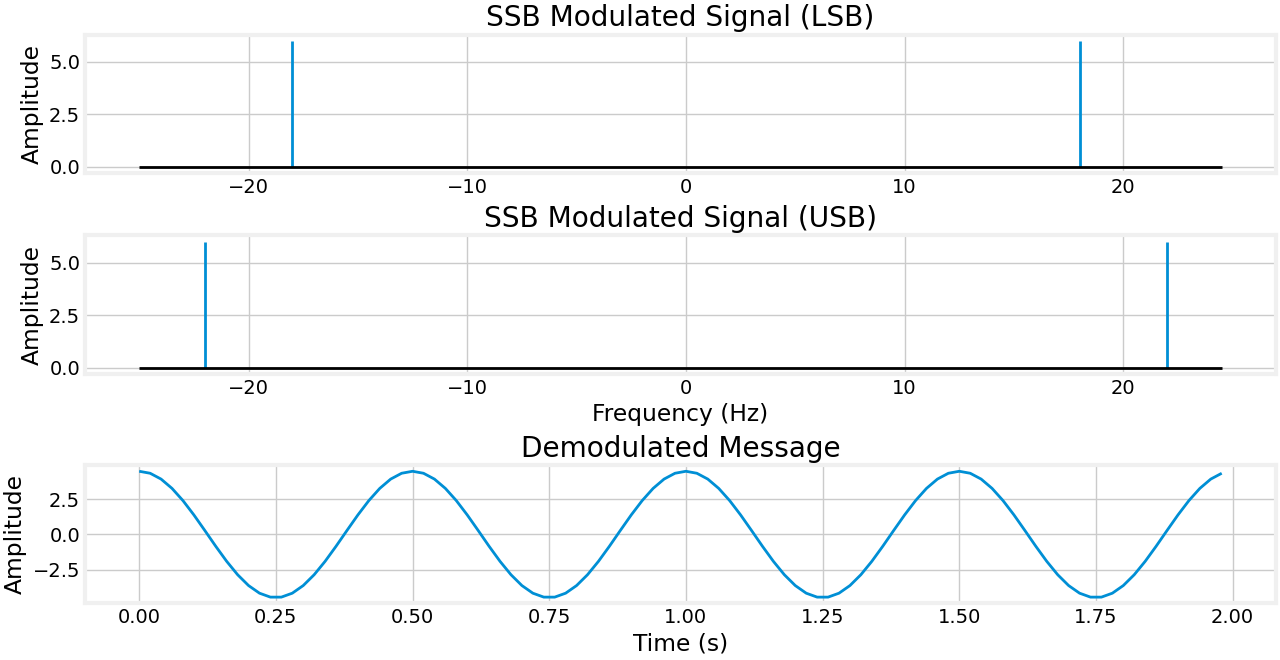 SSB Modulated Signal (LSB)
Amplitude
5.0
2.5
0.0
−20 −10 0 10 20
SSB Modulated Signal (USB)
Amplitude
5.0
2.5
0.0
−20 −10 0 10 20
Frequency (Hz)
Demodulated Message
Amplitude
2.5
0.0
−2.5
0.00 0.25 0.50 0.75 1.00 1.25 1.50 1.75 2.00
Time (s)